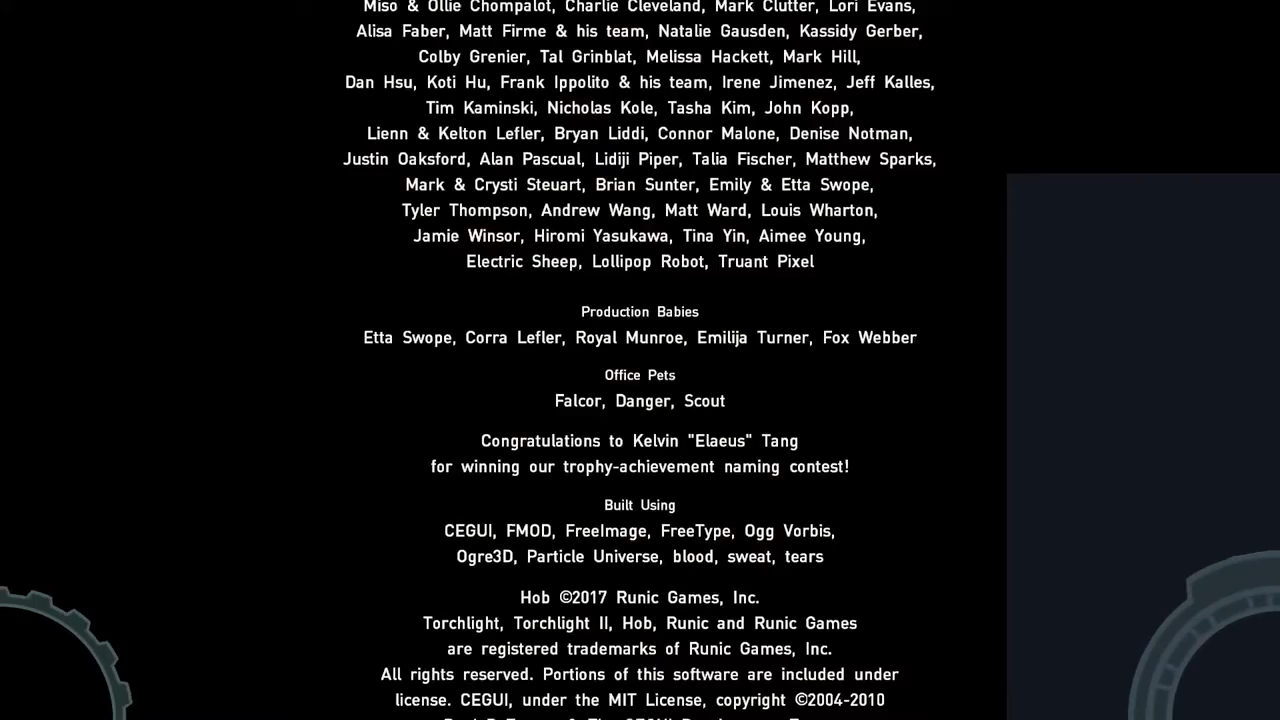 Miso & Ollie Chompalot, Charlie Cleveland, Mark Clutter, Lori Evans,
Alisa Faber, Matt Firme & his team, Natalie Gausden, Kassidy Gerber,
Colby Grenier, Tal Grinblat, Melissa Hackett, Mark Hill,
Dan Hsu, Koti Hu, Frank Ippolito & his team, Irene Jimenez, Jeff Kalles,
Tim Kaminski, Nicholas Kole, Tasha Kim, John Kopp,
Lienn & Kelton Lefler, Bryan Liddi, Connor Malone, Denise Notman,
Justin Oaksford, Alan Pascual, Lidiji Piper, Talia Fischer, Matthew Sparks,
Mark & Crysti Steuart, Brian Sunter, Emily & Etta Swope,
Tyler Thompson, Andrew Wang, Matt Ward, Louis Wharton,
Jamie Winsor, Hiromi Yasukawa, Tina Yin, Aimee Young,
Electric Sheep, Lollipop Robot, Truant Pixel
Production Babies
Etta Swope, Corra Lefler, Royal Munroe, Emilija Turner, Fox Webber
Office Pets
Falcor, Danger, Scout
Congratulations to Kelvin "Elaeus" Tang
for winning our trophy-achievement naming contest!
Built Using
CEGUI, FMOD, FreeImage, FreeType, Ogg Vorbis,
Ogre3D, Particle Universe, blood, sweat, tears
Hob ©2017 Runic Games, Inc.
Torchlight, Torchlight II, Hob, Runic and Runic Games
are registered trademarks of Runic Games, Inc.
All rights reserved. Portions of this software are included under
license. CEGUI, under the MIT License, copyright ©2004-2010